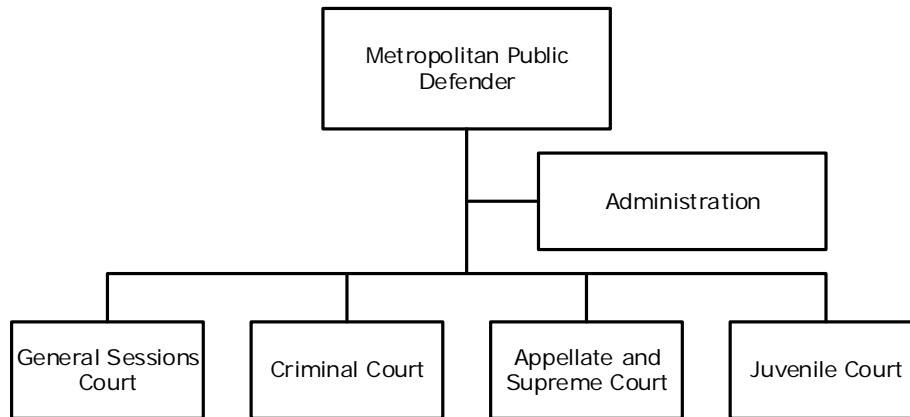 Metropolitan Public
Defender
Administration
General Sessions
Court
Criminal Court
Appellate and
Supreme Court
Juvenile Court